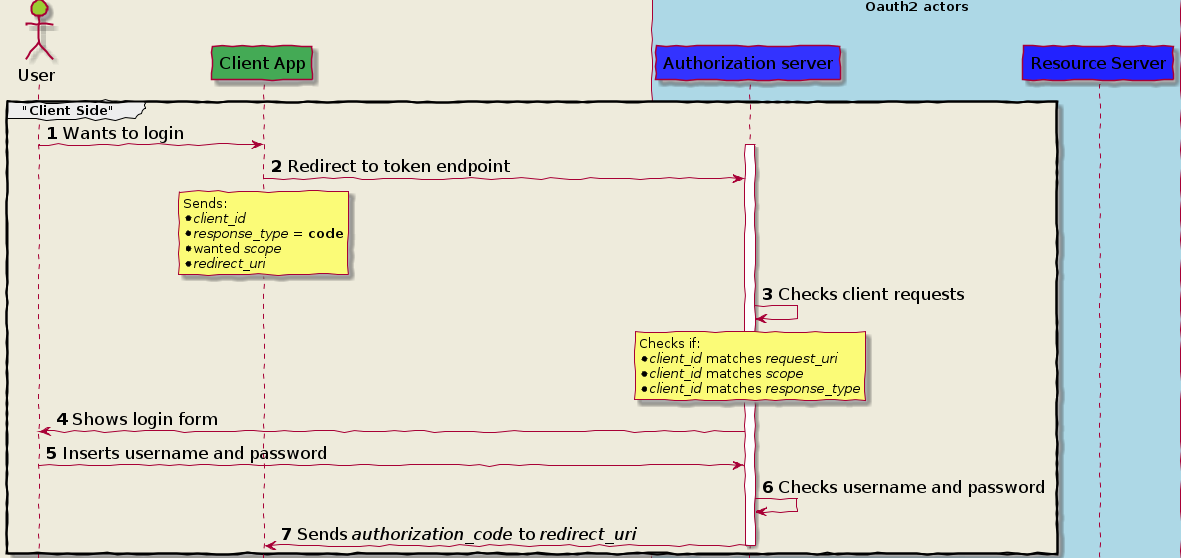 Oauth2 actors
User
Client App
Authorization server
Resource Server
"Client Side"
1 Wants to login
2 Redirect to token endpoint
Sends:
client_id
response_type = code
wanted scope
redirect_uri
3 Checks client requests
Checks if:
client_id matches request_uri
client_id matches scope
client_id matches response_type
4 Shows login form
5 Inserts username and password
6 Checks username and password
7 Sends authorization_code to redirect_uri